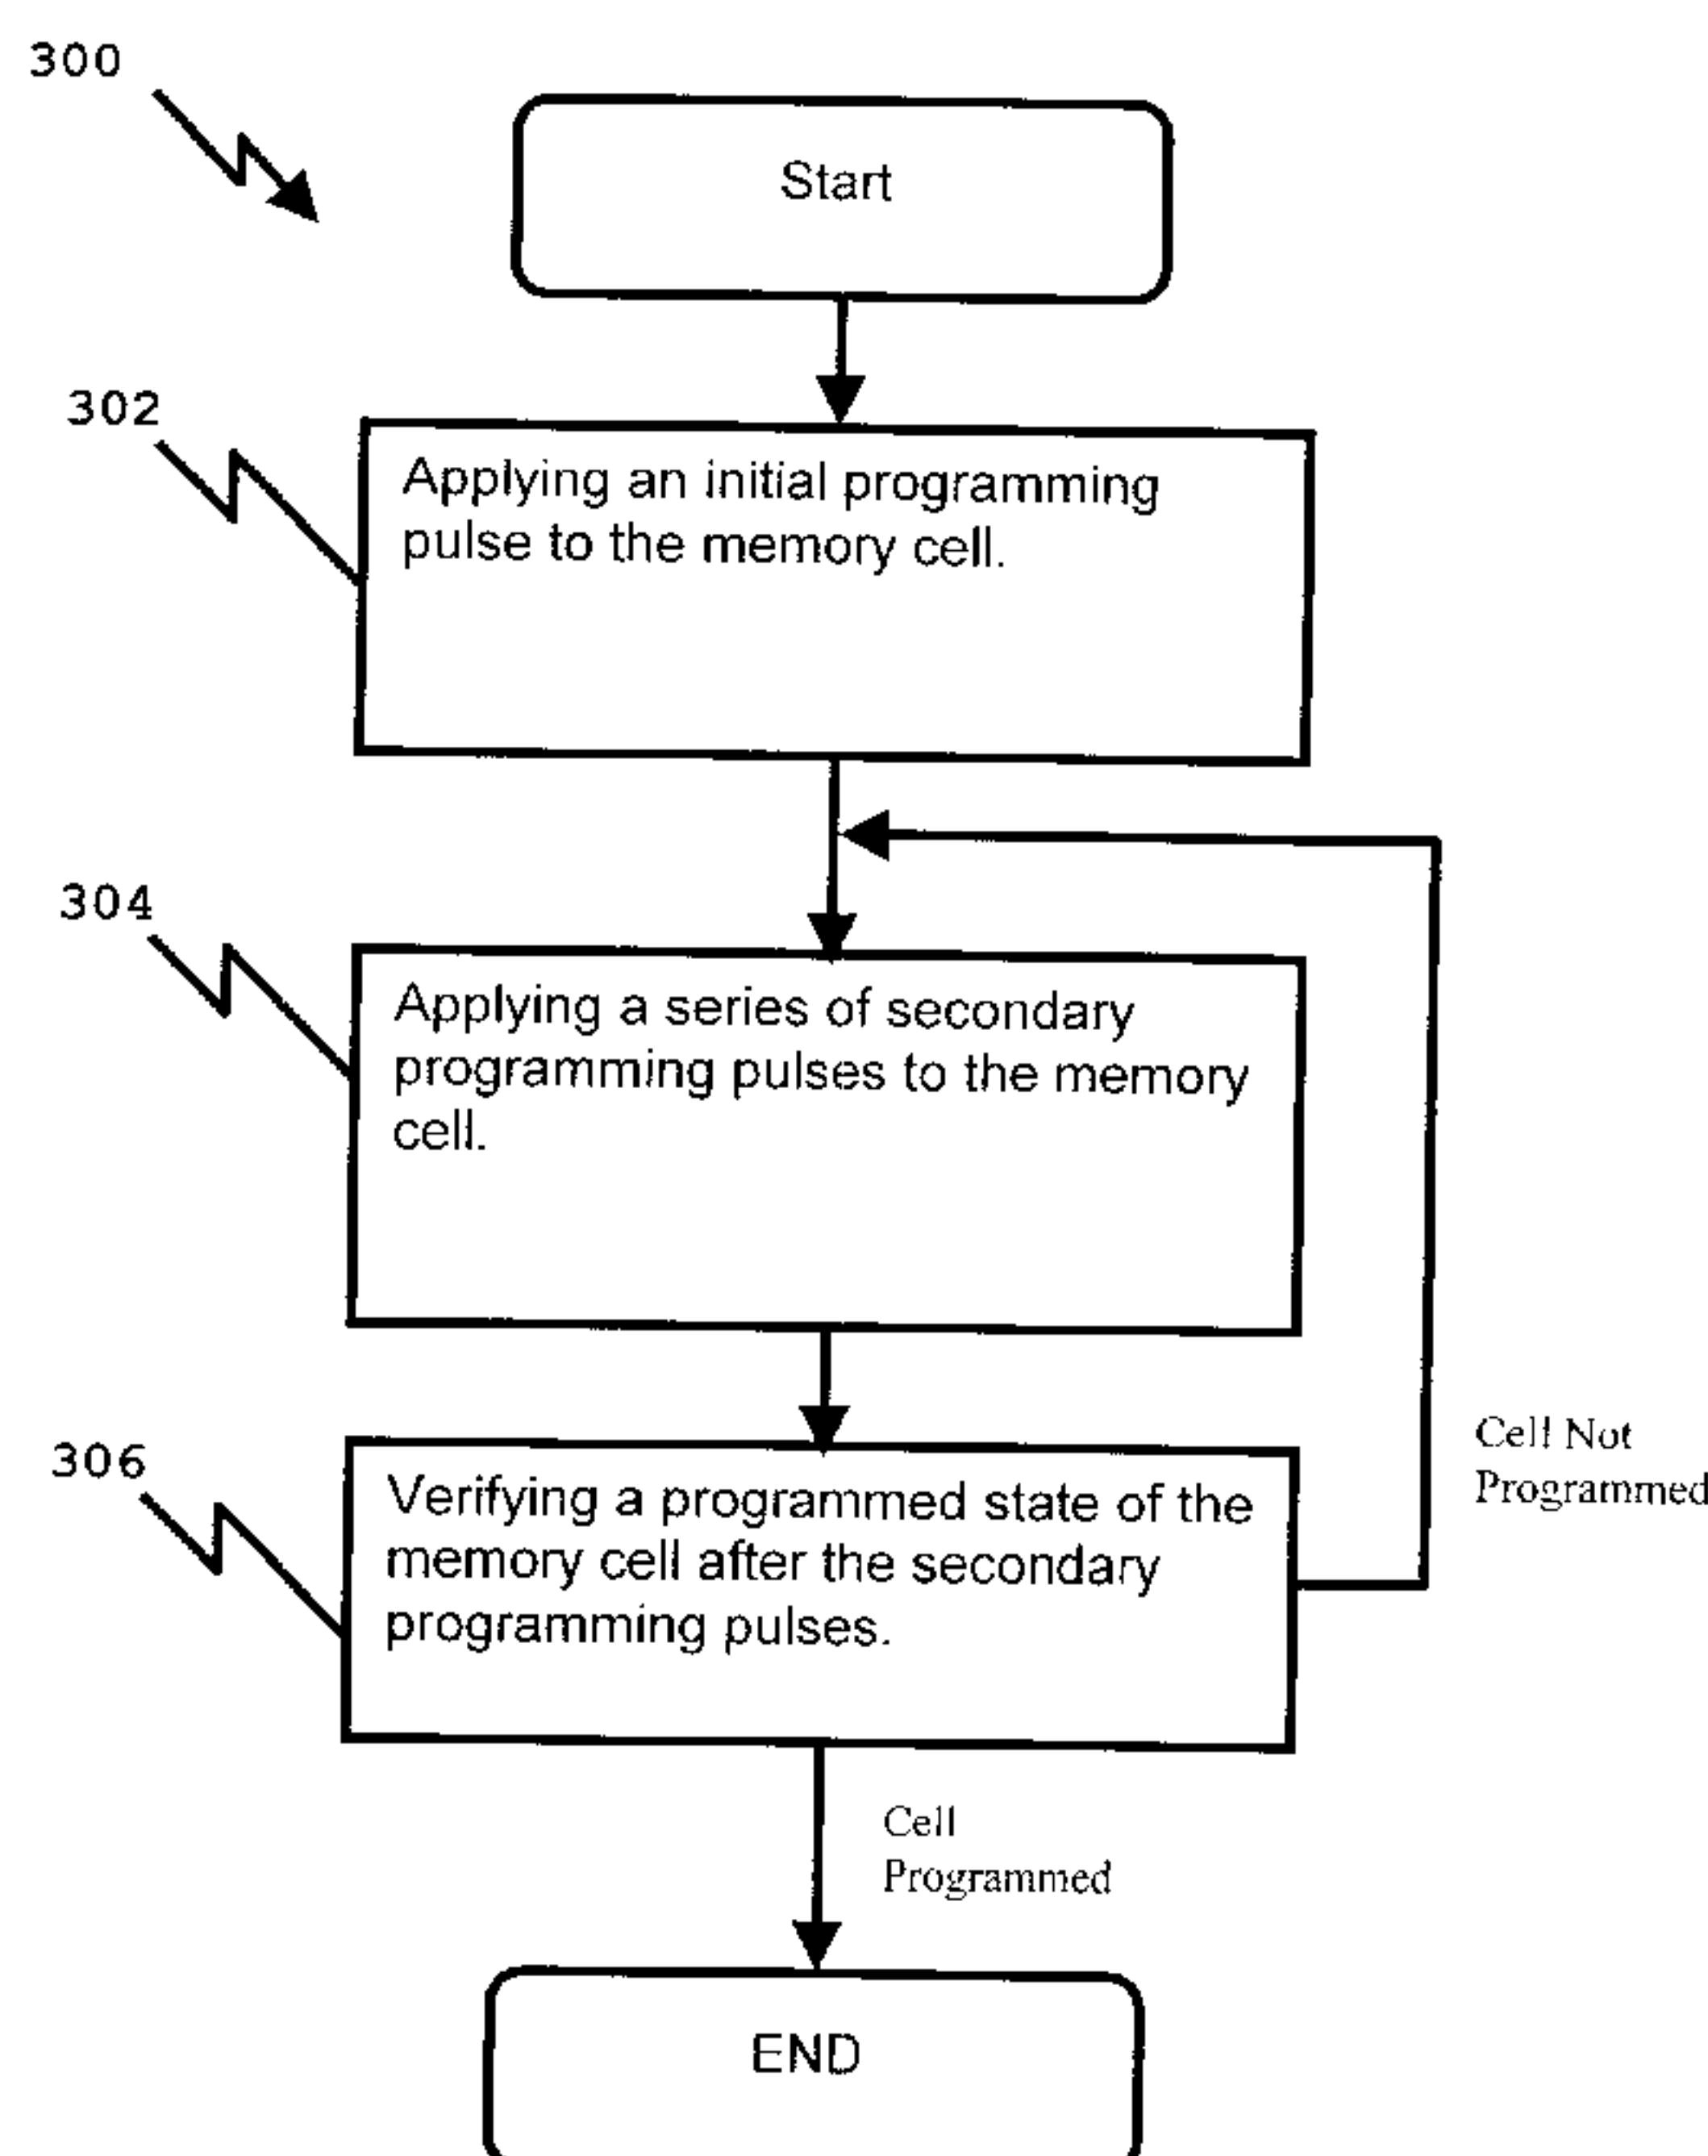 300
Start
302
Applying an initial programming
pulse to the memory cell.
304
Applying a series of secondary
programming pulses to the memory
cell.
306
Verifying a programmed state of the
memory cell after the secondary
programming pulses.
Cell Not
Programmed
Cell
Programmed
END